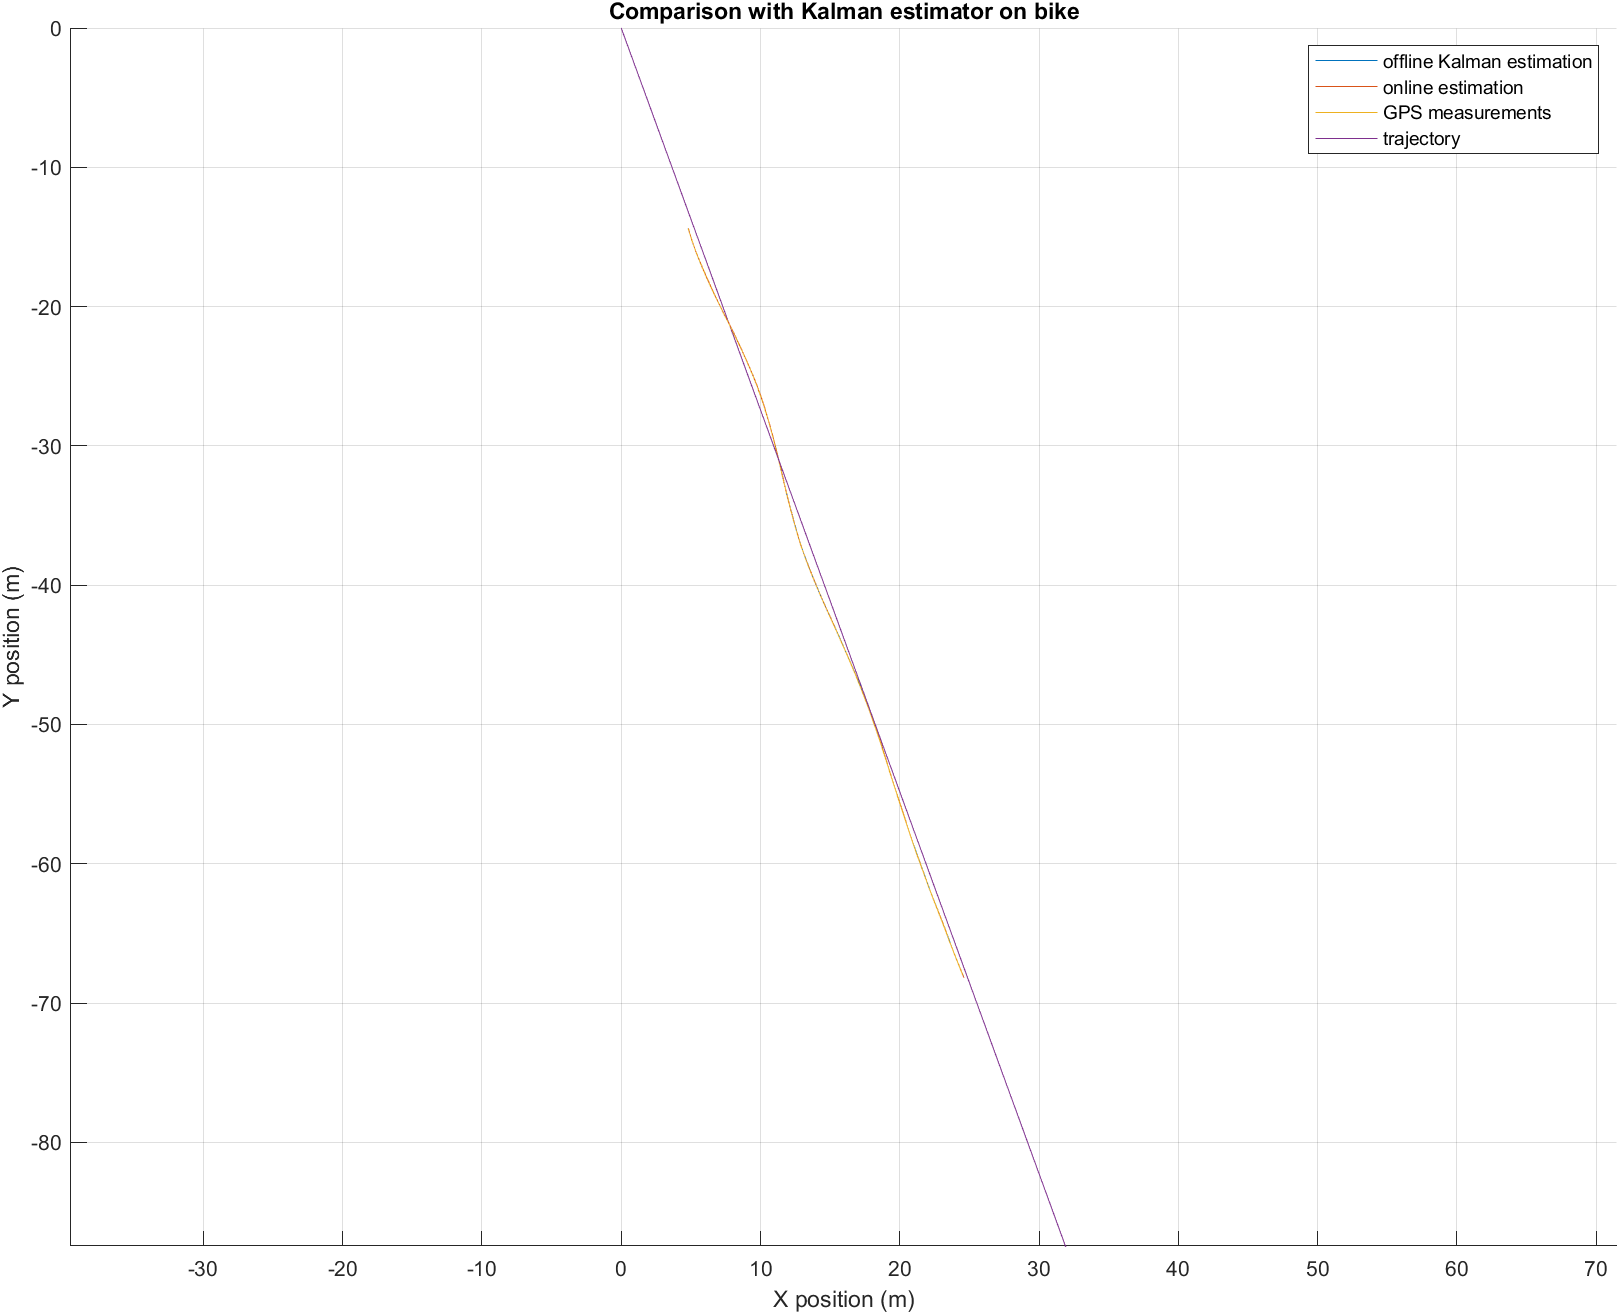 Comparison with Kalman estimator on bike
offline Kalman estimation
online estimation
GPS measurements
trajectory
0
-10
-20
-30
-40
-50
-60
-70
-80
Y position (m)
-30
-20
-10
0
10
20
30
40
50
60
70
X position (m)